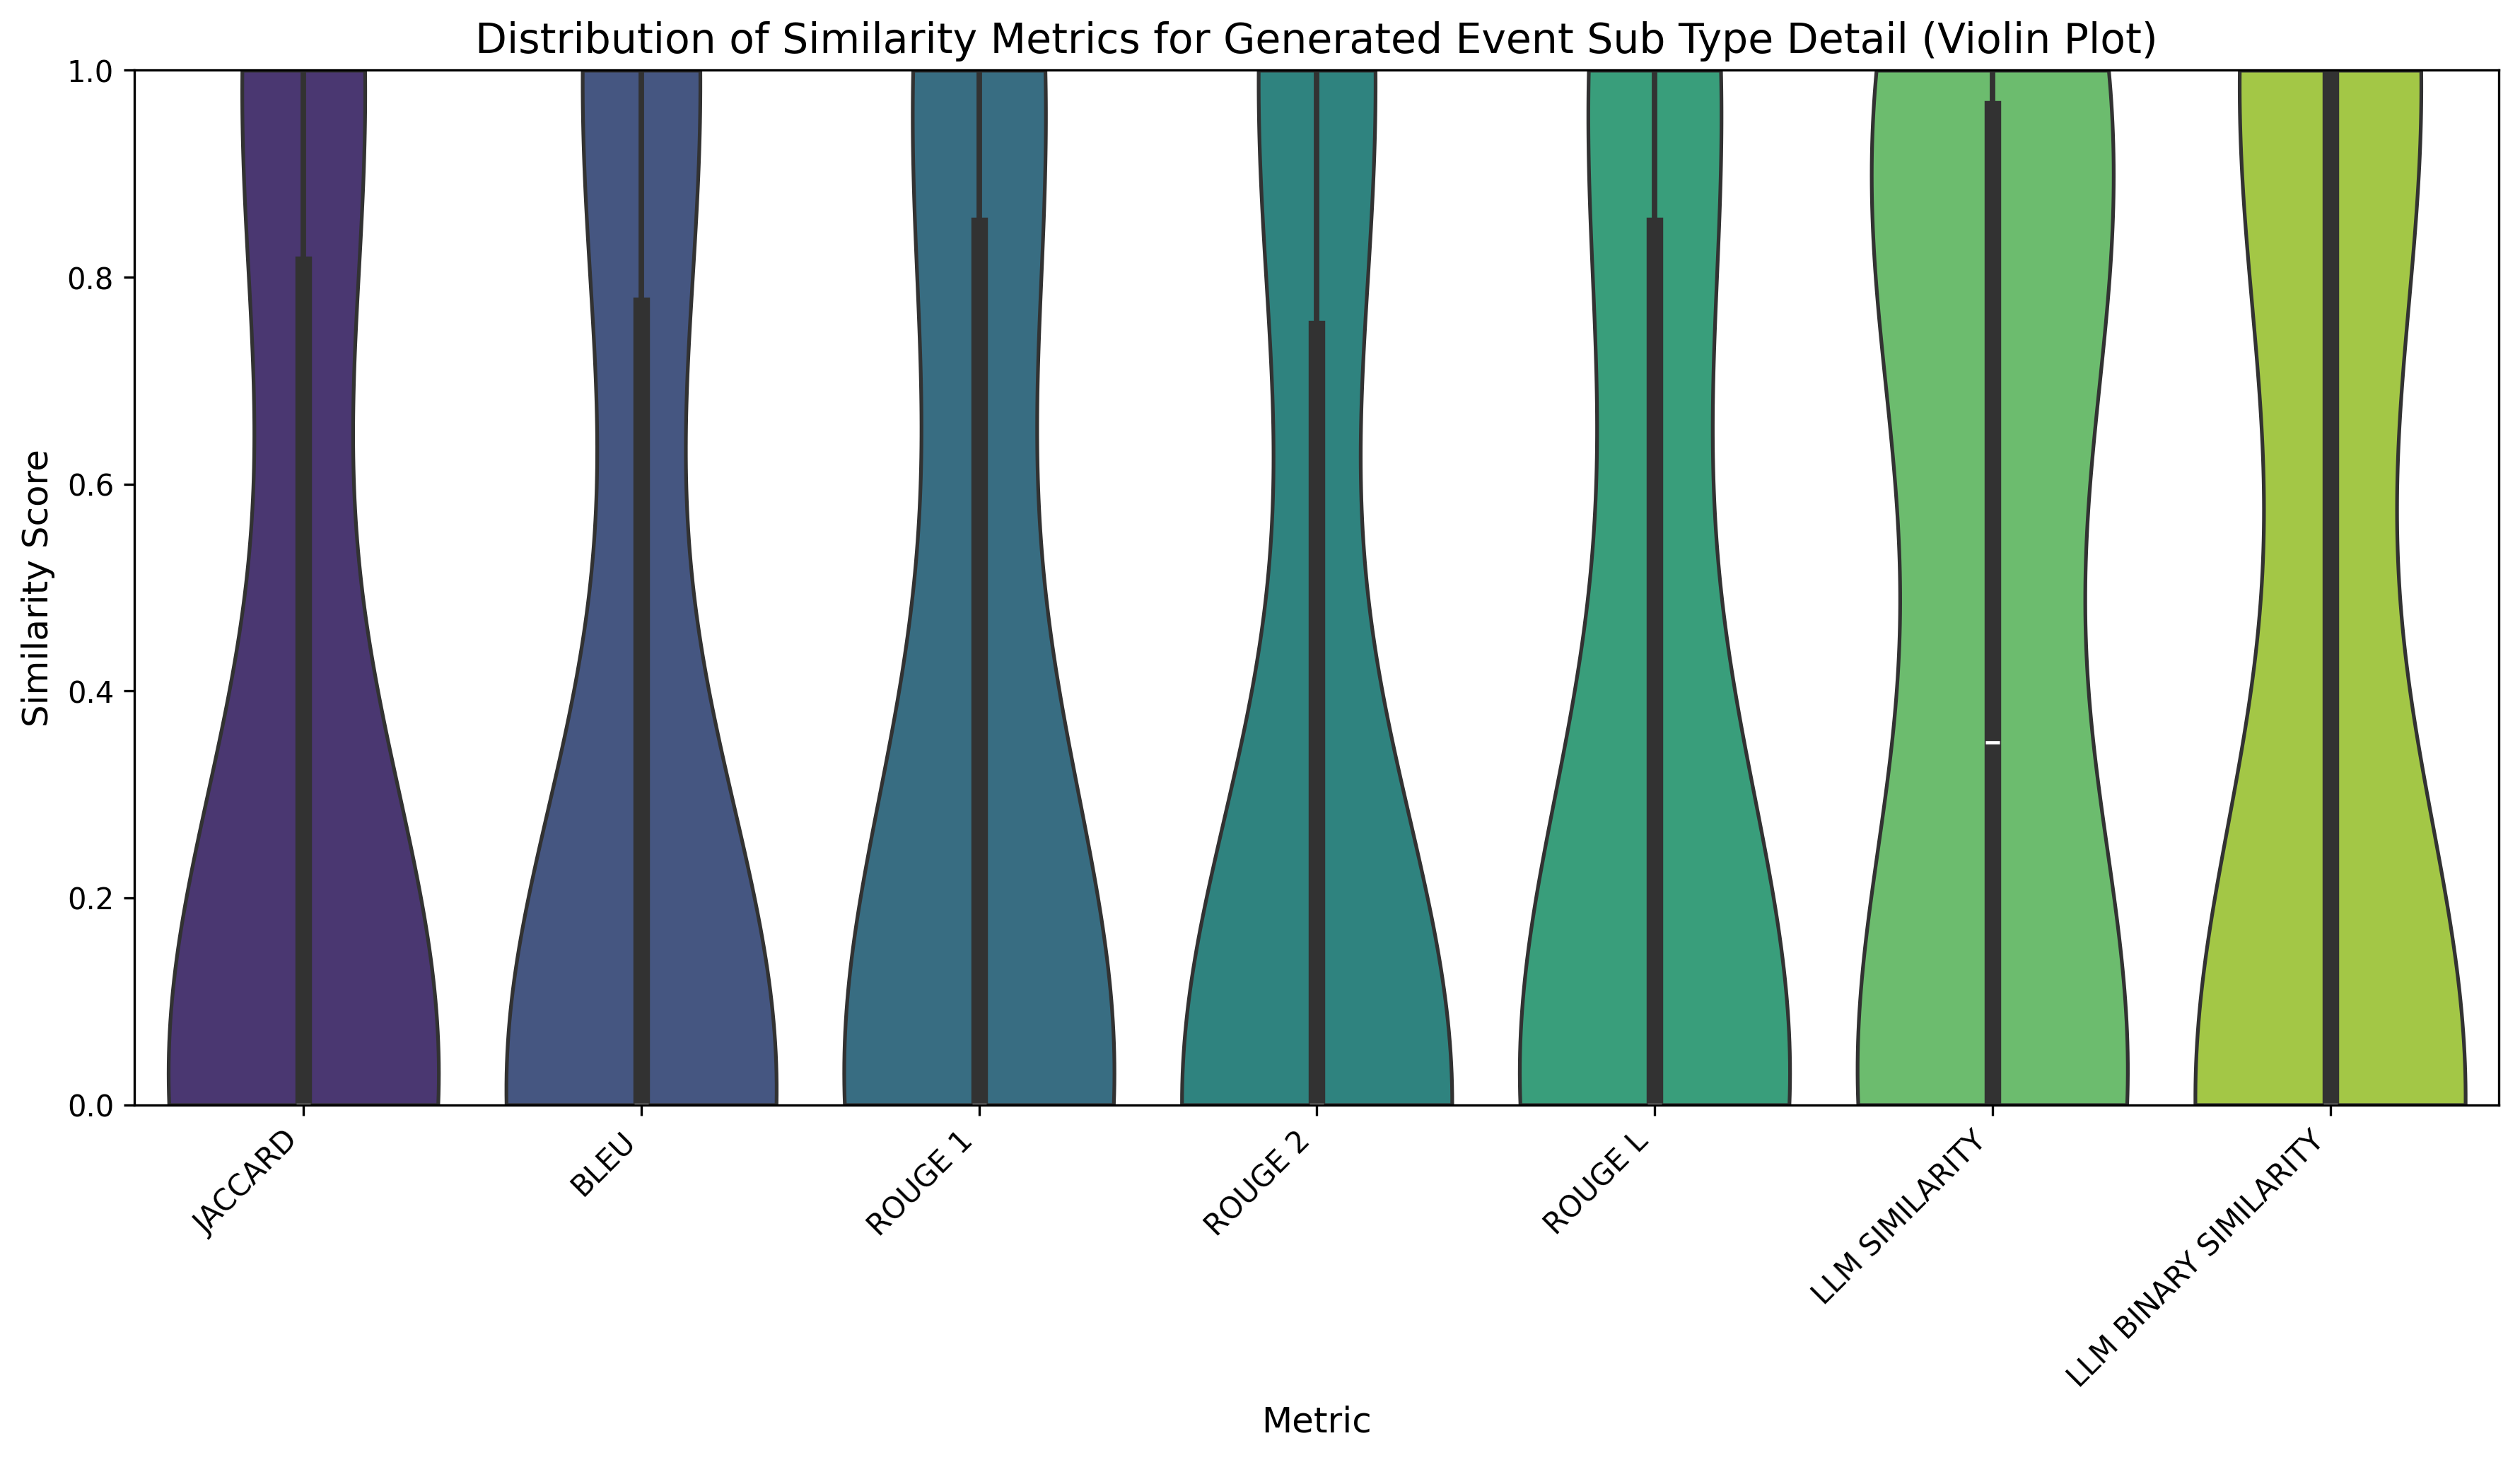 Distribution of Similarity Metrics for Generated Event Sub Type Detail (Violin Plot)
Similarity Score
1.0
0.8
0.6
0.4
0.2
0.0
JACCARD
BLEU
ROUGE 1
ROUGE 2
ROUGE L
LLM SIMILARITY
LLM BINARY SIMILARITY
Metric